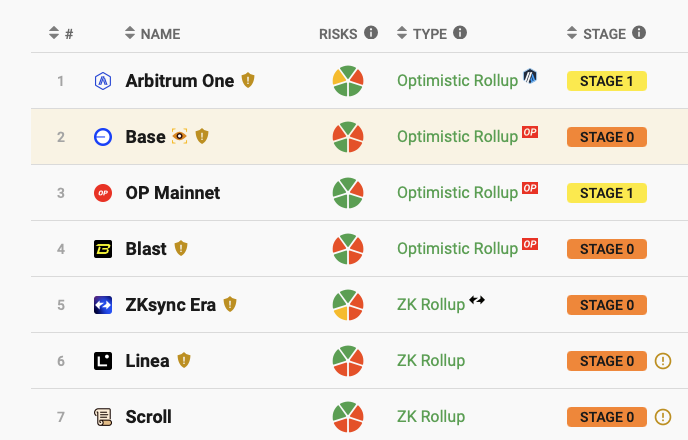 # NAME RISKS TYPE STAGE
1 Arbitrum One Optimistic Rollup STAGE 1
2 Base Optimistic Rollup OP STAGE 0
3 OP OP Mainnet Optimistic Rollup OP STAGE 1
4 B Blast Optimistic Rollup OP STAGE 0
5 ZKsync Era ZK Rollup STAGE 0
6 L Linea ZK Rollup STAGE 0
7 Scroll ZK Rollup STAGE 0